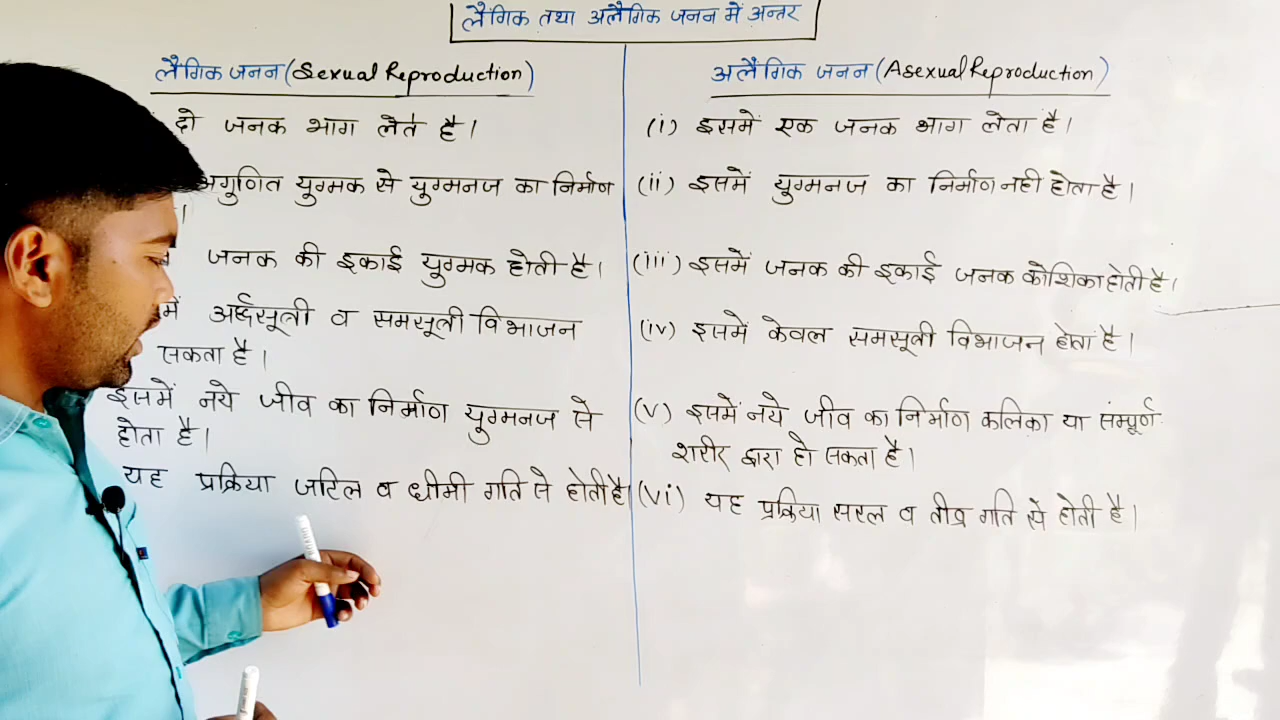 लैंगिक तथा अलैंगिक जनन में अन्तर
लैंगिक जनन (Sexual Reproduction)
दो जनक भाग लेते है।
अगुणित युग्मक से युग्मनज का निर्माण
।
जनक की इकाई युग्मक होती है।
में अर्द्धसूत्री व समसूत्री विभाजन
सकता है।
इसमें नये जीव का निर्माण युग्मनज से
होता है।
यह प्रक्रिया जटिल व धीमी गति से होती है
अलैंगिक जनन (Asexual Reproduction)
(i) इसमें एक जनक भाग लेता है।
(ii) इसमें युग्मनज का निर्माण नही होता है।
(iii) इसमें जनक की इकाई जनक कोशिका होती है।
(iv) इसमें केवल समसूत्री विभाजन होता है।
(v) इसमें नये जीव का निर्माण कलिका या संम्पूर्ण
शरीर द्वारा हो सकता है।
(vi) यह प्रक्रिया सरल व तीव्र गति से होती है।